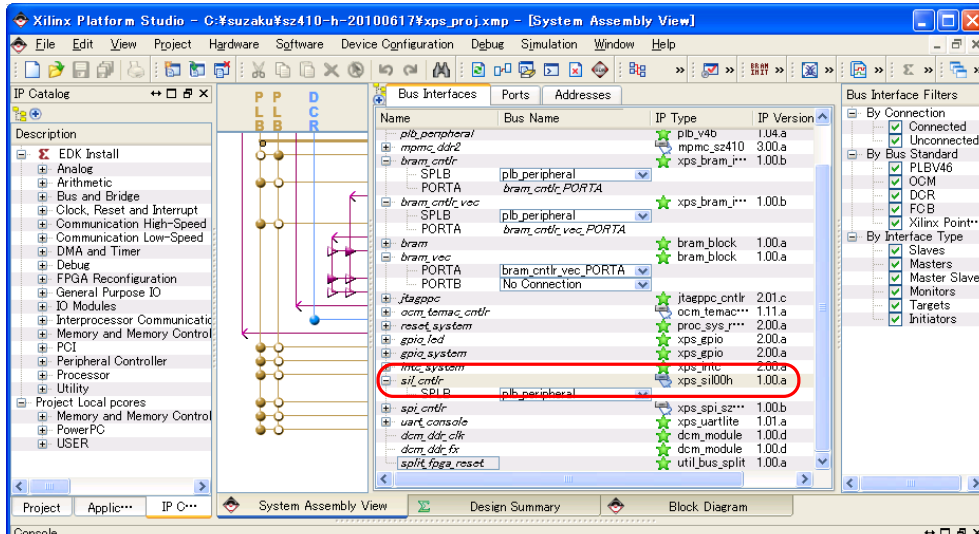 Xilinx Platform Studio - C:¥suzaku¥sz410-h-20100617¥xps_proj.xmp - [System Assembly View]
File Edit View Project Hardware Software Device Configuration Debug Simulation Window Help
IP Catalog
Description
EDK Install
Analog
Arithmetic
Bus and Bridge
Clock, Reset and Interrupt
Communication High-Speed
Communication Low-Speed
DMA and Timer
Debug
FPGA Reconfiguration
General Purpose IO
IO Modules
Interprocessor Communicatic
Memory and Memory Control
PCI
Peripheral Controller
Processor
Utility
Project Local pcores
Memory and Memory Control
PowerPC
USER
Project Applic… IP C…
PLB PLB DCR
Bus Interfaces Ports Addresses
Name Bus Name IP Type IP Version
plb_peripheral plb_v46 1.04.a
mpmc_ddr2 mpmc_sz410 3.00.a
bram_cntlr xps_bram_i… 1.00.b
SPLB plb_peripheral
PORTA bram_cntlr_PORTA
bram_cntlr_vec xps_bram_i… 1.00.b
SPLB plb_peripheral
PORTA bram_cntlr_vec_PORTA
bram bram_block 1.00.a
bram_vec bram_block 1.00.a
PORTA bram_cntlr_vec_PORTA
PORTB No Connection
jtagppc jtagppc_cntlr 2.01.c
ocm_temac_cntlr ocm_temac… 1.11.a
reset_system proc_sys_r… 2.00.a
gpio_led xps_gpio 2.00.a
gpio_system xps_gpio 2.00.a
intc_system xps_intc 2.00.a
sil_cntlr xps_sil00h 1.00.a
SPLB plb_peripheral
spi_cntlr xps_spi_sz… 1.00.b
uart_console xps_uartlite 1.01.a
dcm_ddr_clk dcm_module 1.00.d
dcm_ddr_fx dcm_module 1.00.d
split_fpga_reset util_bus_split 1.00.a
System Assembly View Design Summary Block Diagram
Bus Interface Filters
By Connection
Connected
Unconnected
By Bus Standard
PLBV46
OCM
DCR
FCB
Xilinx Point…
By Interface Type
Slaves
Masters
Master Slave
Monitors
Targets
Initiators
Console